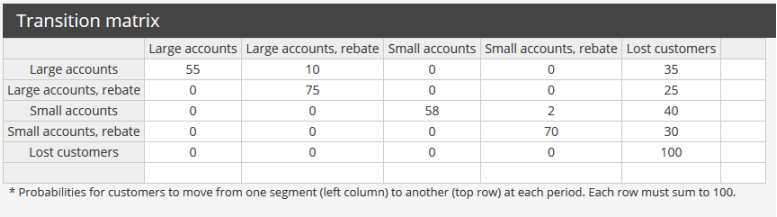 Transition matrix
Large accounts Large accounts, rebate Small accounts Small accounts, rebate Lost customers
Large accounts 55 10 0 0 35
Large accounts, rebate 0 75 0 0 25
Small accounts 0 0 58 2 40
Small accounts, rebate 0 0 0 70 30
Lost customers 0 0 0 0 100
* Probabilities for customers to move from one segment (left column) to another (top row) at each period. Each row must sum to 100.